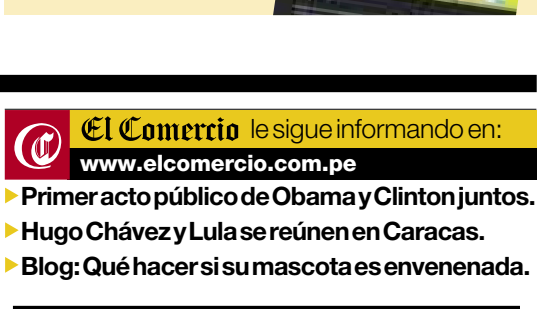 El Comercio le sigue informando en:
www.elcomercio.com.pe
Primer acto público de Obama y Clinton juntos.
Hugo Chávez y Lula se reúnen en Caracas.
Blog: Qué hacer si su mascota es envenenada.